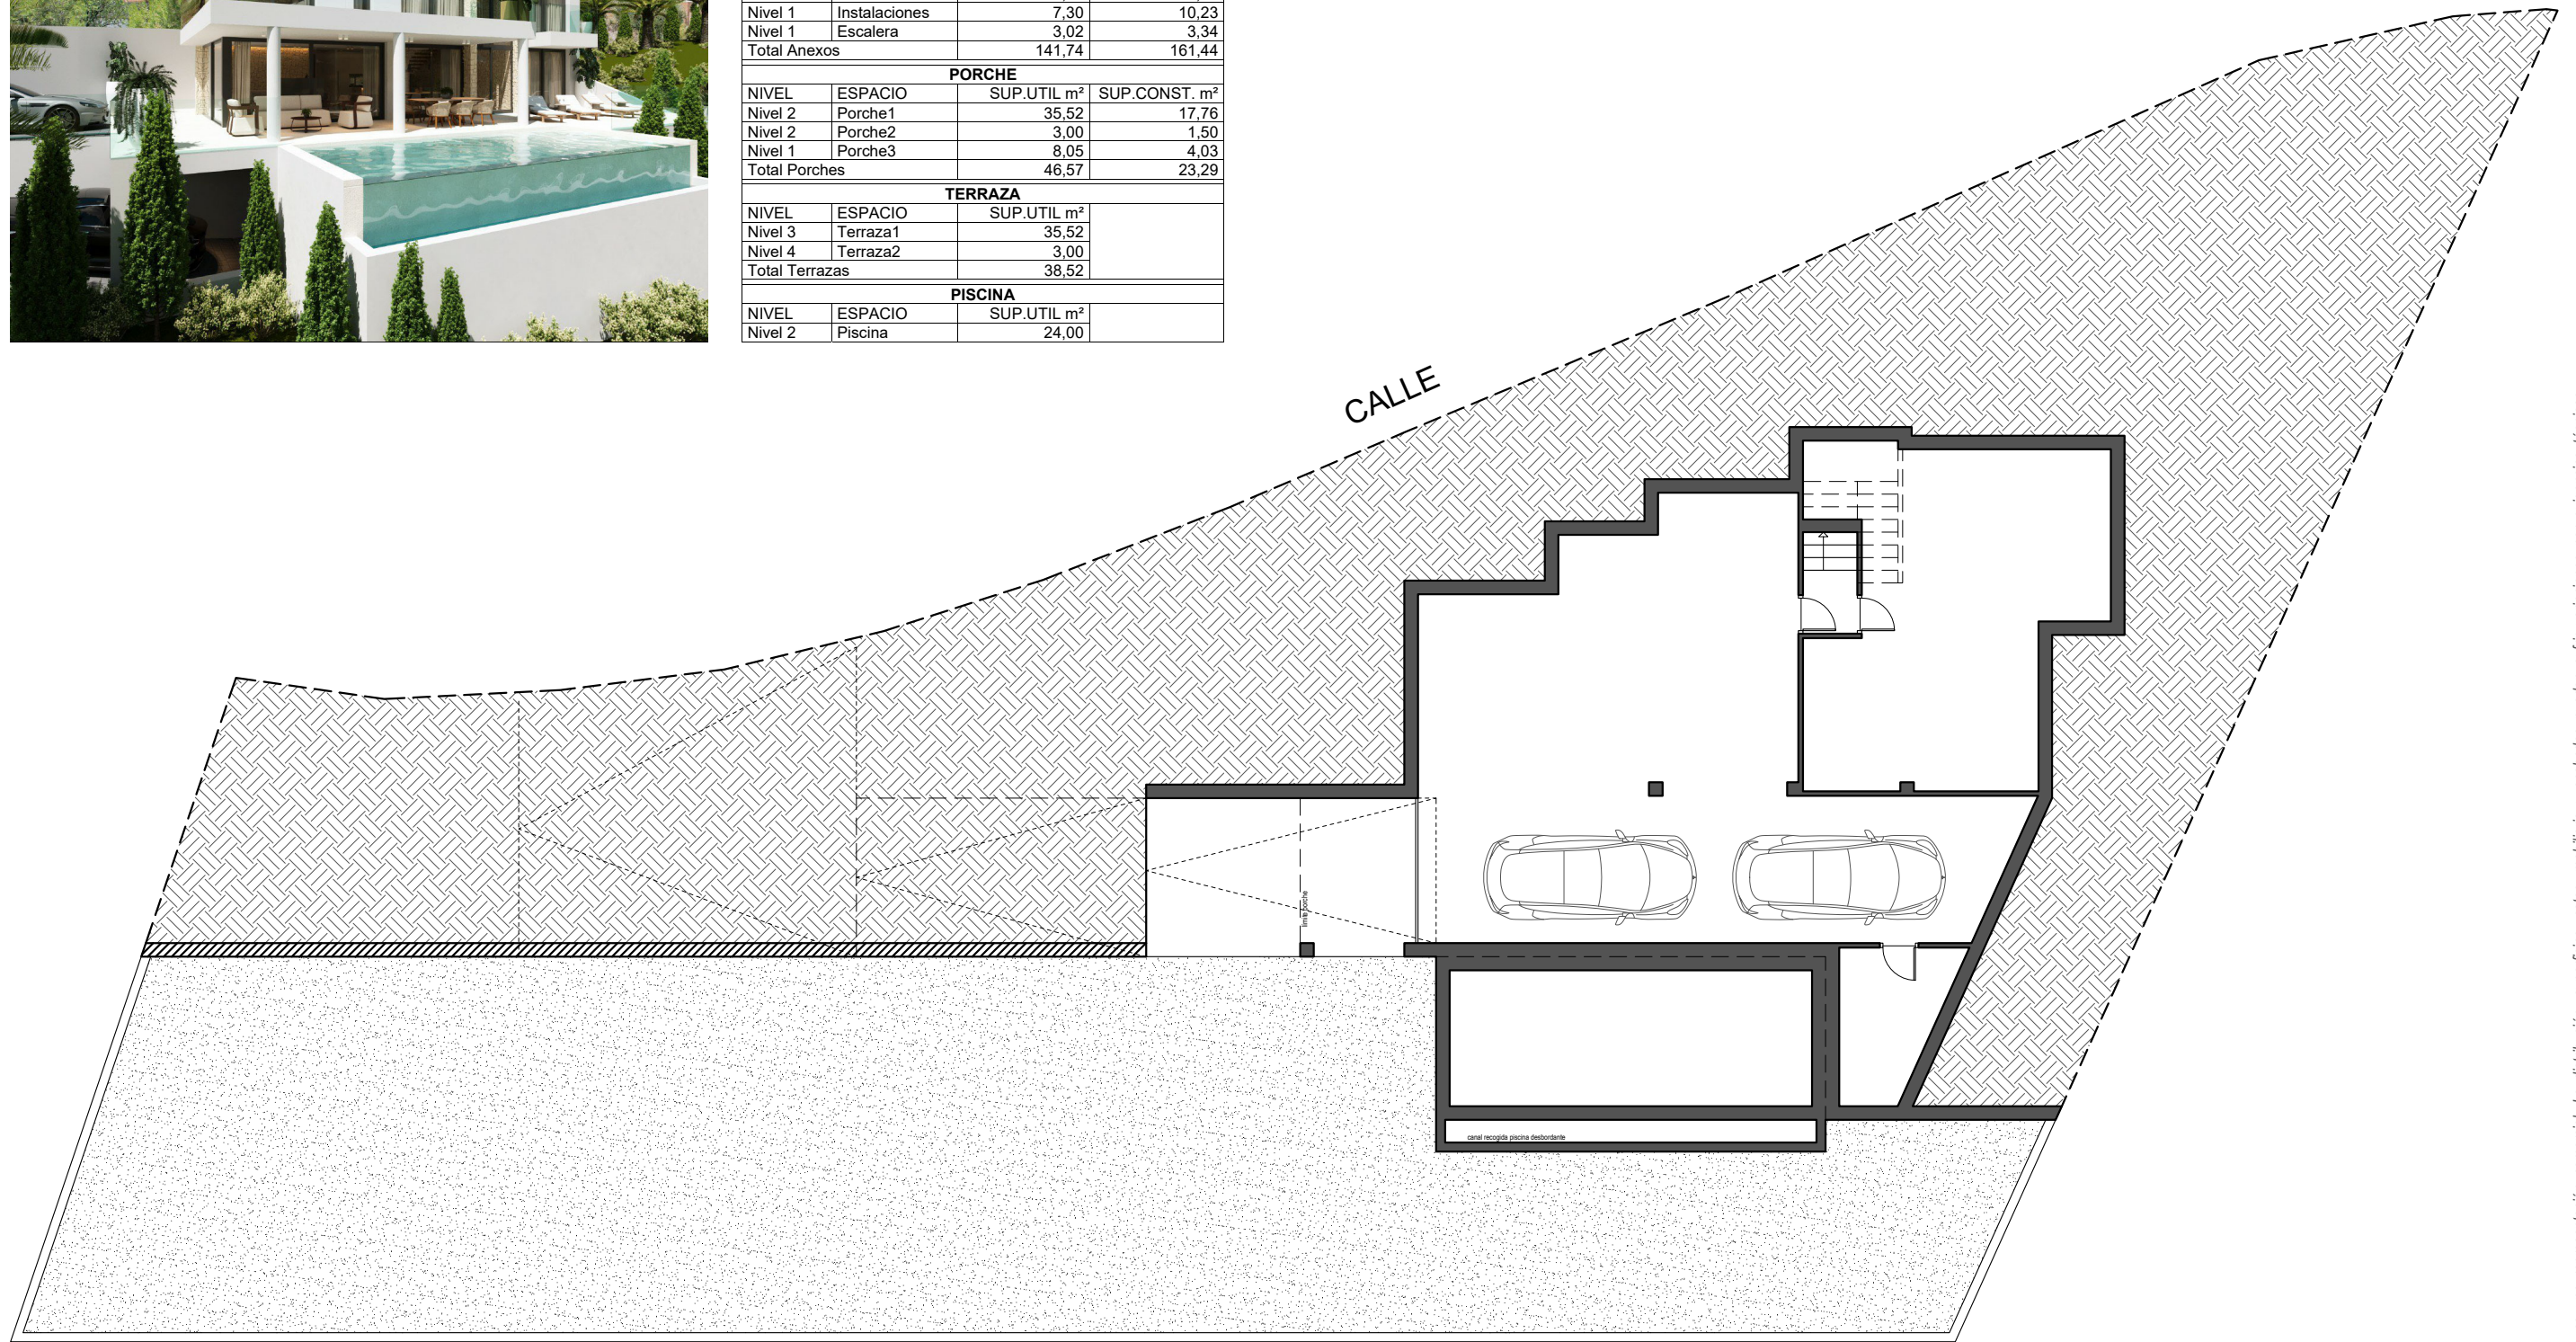 Nivel 1 Instalaciones 7,30 10,23
Nivel 1 Escalera 3,02 3,34
Total Anexos 141,74 161,44
PORCHE
NIVEL ESPACIO SUP.UTIL m² SUP.CONST. m²
Nivel 2 Porche1 35,52 17,76
Nivel 2 Porche2 3,00 1,50
Nivel 1 Porche3 8,05 4,03
Total Porches 46,57 23,29
TERRAZA
NIVEL ESPACIO SUP.UTIL m²
Nivel 3 Terraza1 35,52
Nivel 4 Terraza2 3,00
Total Terrazas 38,52
PISCINA
NIVEL ESPACIO SUP.UTIL m²
Nivel 2 Piscina 24,00
CALLE
limite porche
canal recogida piscina desbordante